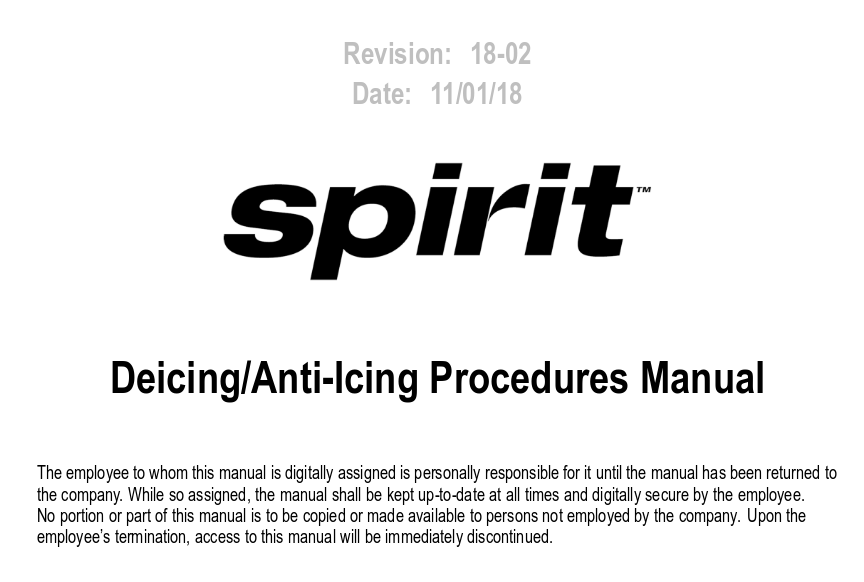 Revision: 18-02
Date: 11/01/18
spirit™
Deicing/Anti-Icing Procedures Manual
The employee to whom this manual is digitally assigned is personally responsible for it until the manual has been returned to
the company. While so assigned, the manual shall be kept up-to-date at all times and digitally secure by the employee.
No portion or part of this manual is to be copied or made available to persons not employed by the company. Upon the
employee’s termination, access to this manual will be immediately discontinued.